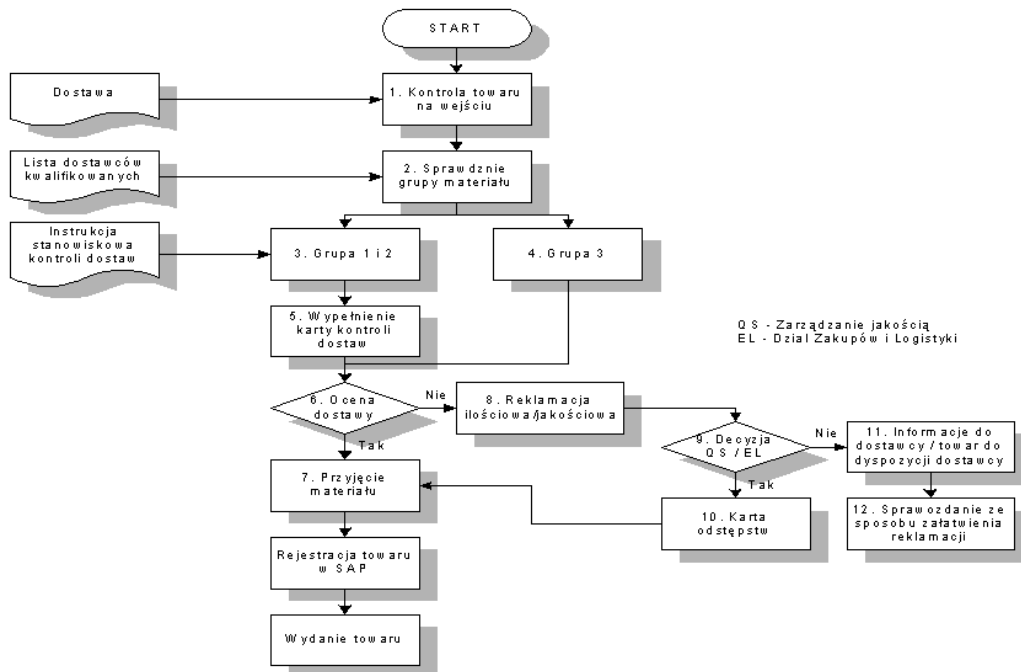 START
Dostawa
1. Kontrola towaru
na wejściu
Lista dostawców
kwalifikowanych
2. Sprawdznie
grupy materiału
Instrukcja
stanowiskowa
kontroli dostaw
3. Grupa 1 i 2
4. Grupa 3
5. Wypełnienie
karty kontroli
dostaw
QS - Zarządzanie jakością
EL - Dział Zakupów i Logistyki
6. Ocena
dostawy
Nie
8. Reklamacja
ilościowa/jakościowa
9. Decyzja
QS / EL
Nie
11. Informacje do
dostawcy / towar do
dyspozycji dostawcy
Tak
Tak
7. Przyjęcie
materiału
10. Karta
odstępstw
12. Sprawozdanie ze
sposobu załatwienia
reklamacji
Rejestracja towaru
w SAP
Wydanie towaru